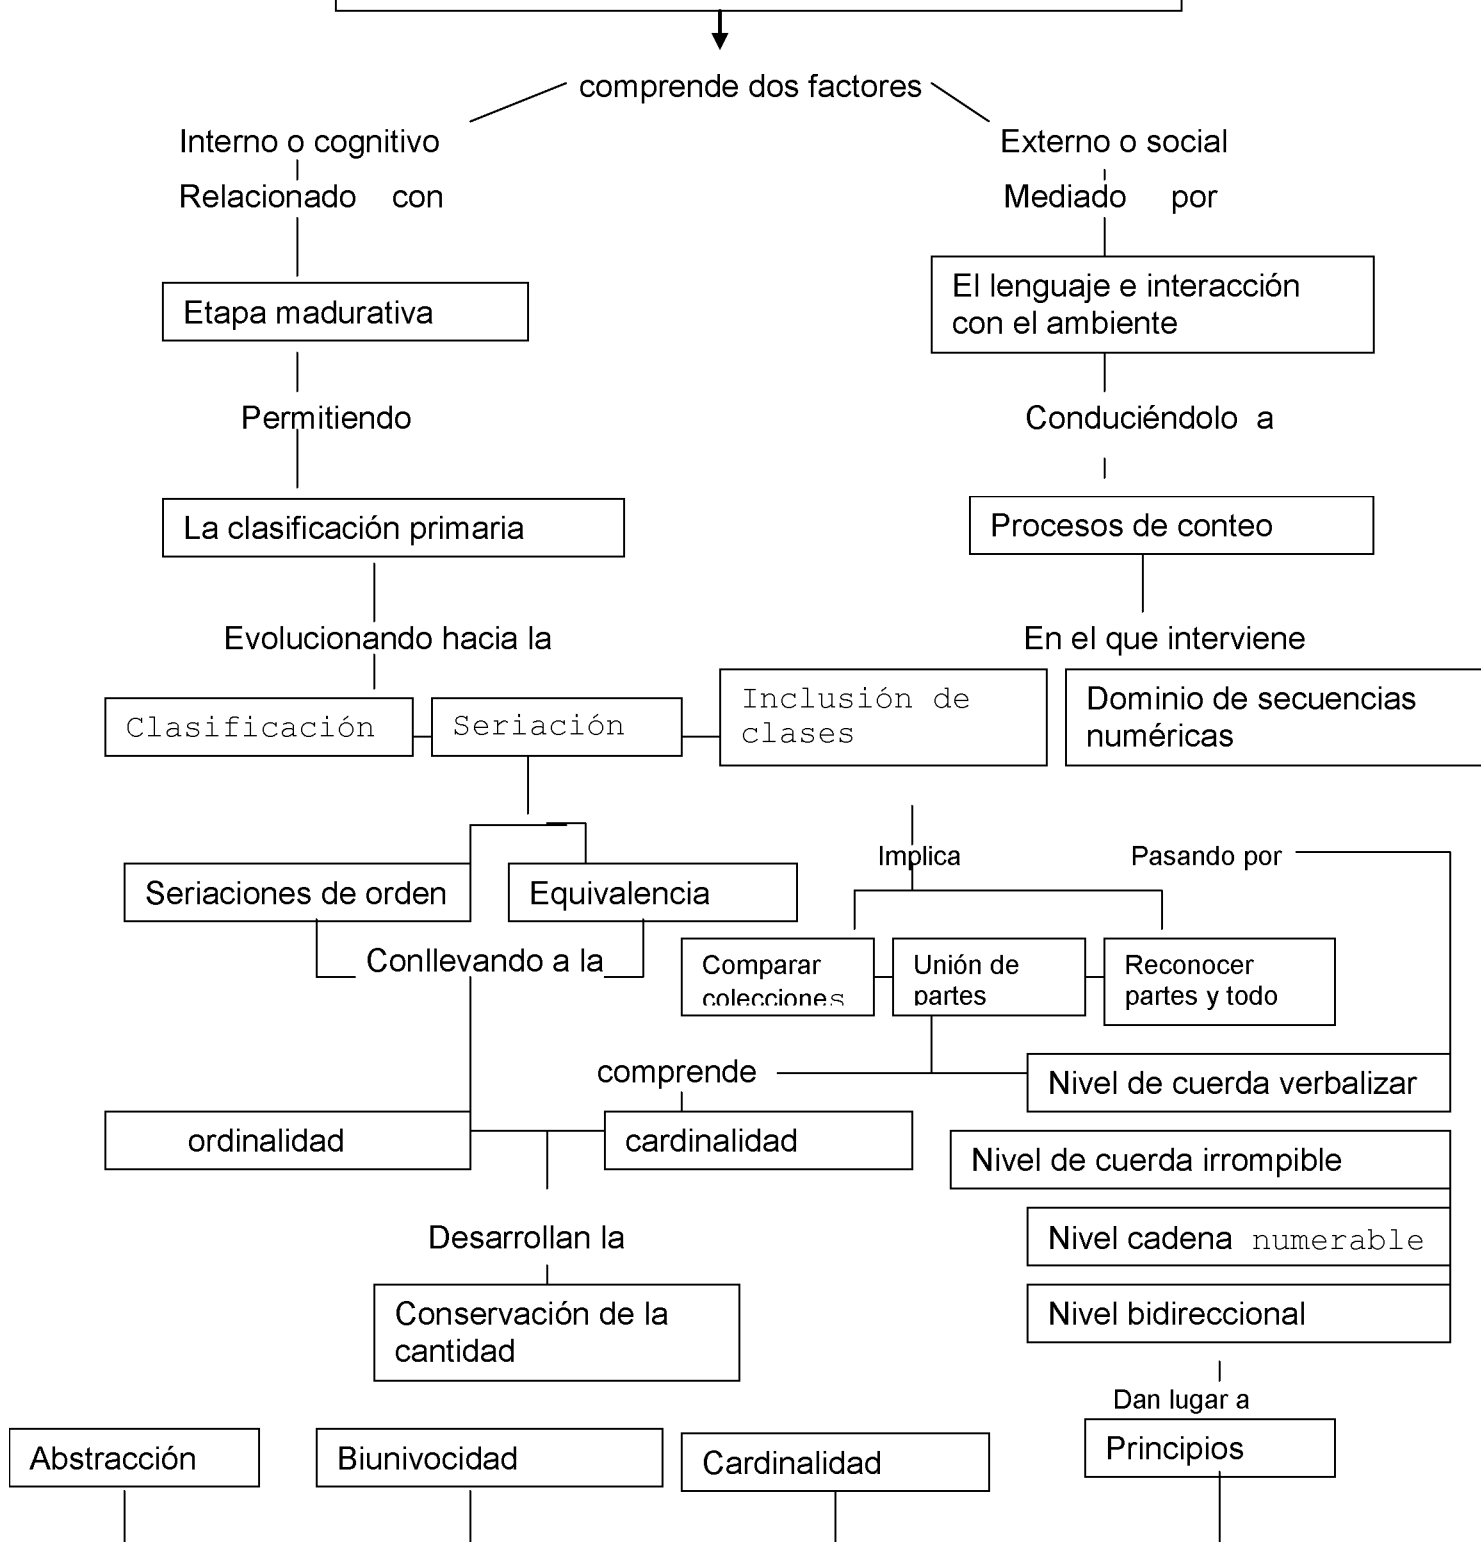 comprende dos factores
Interno o cognitivo
Externo o social
Relacionado con
Mediado por
Etapa madurativa
El lenguaje e interacción
con el ambiente
Permitiendo
Conduciéndolo a
La clasificación primaria
Procesos de conteo
Evolucionando hacia la
En el que interviene
Clasificación
Seriación
Inclusión de
clases
Dominio de secuencias
numéricas
Implica
Pasando por
Seriaciones de orden
Equivalencia
Conllevando a la
Comparar
colecciones
Unión de
partes
Reconocer
partes y todo
comprende
Nivel de cuerda verbalizar
ordinalidad
cardinalidad
Nivel de cuerda irrompible
Desarrollan la
Nivel cadena numerable
Conservación de la
cantidad
Nivel bidireccional
Dan lugar a
Abstracción
Biunivocidad
Cardinalidad
Principios